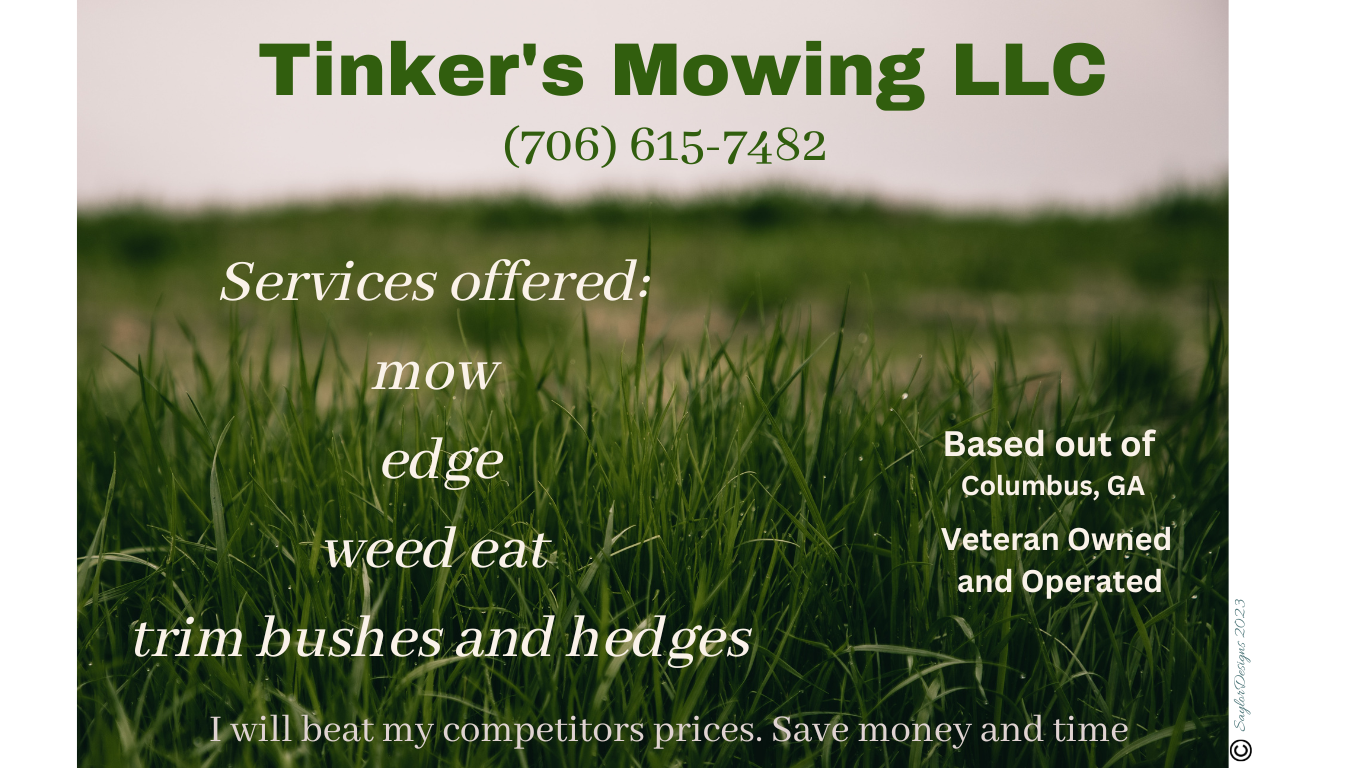 Tinker's Mowing LLC
(706) 615-7482
Services offered:
mow
edge
weed eat
trim bushes and hedges
Based out of
Columbus, GA
Veteran Owned
and Operated
I will beat my competitors prices. Save money and time
© SaylorDesigns 2023